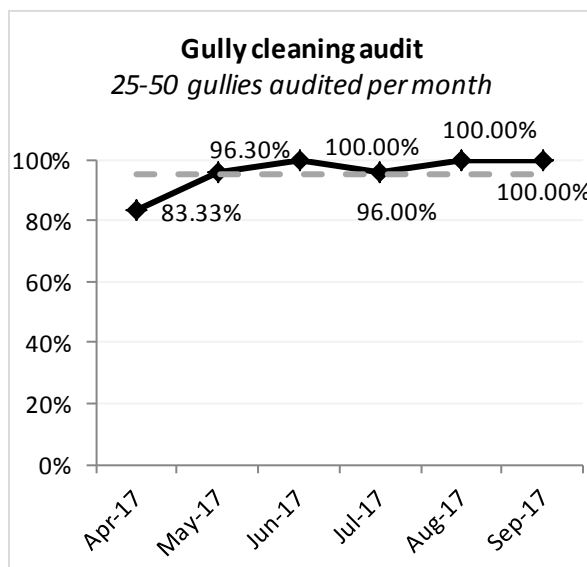 Gully cleaning audit
25-50 gullies audited per month
96.30%
100.00%
100.00%
83.33%
96.00%
100.00%
100%
80%
60%
40%
20%
0%
Apr-17
May-17
Jun-17
Jul-17
Aug-17
Sep-17